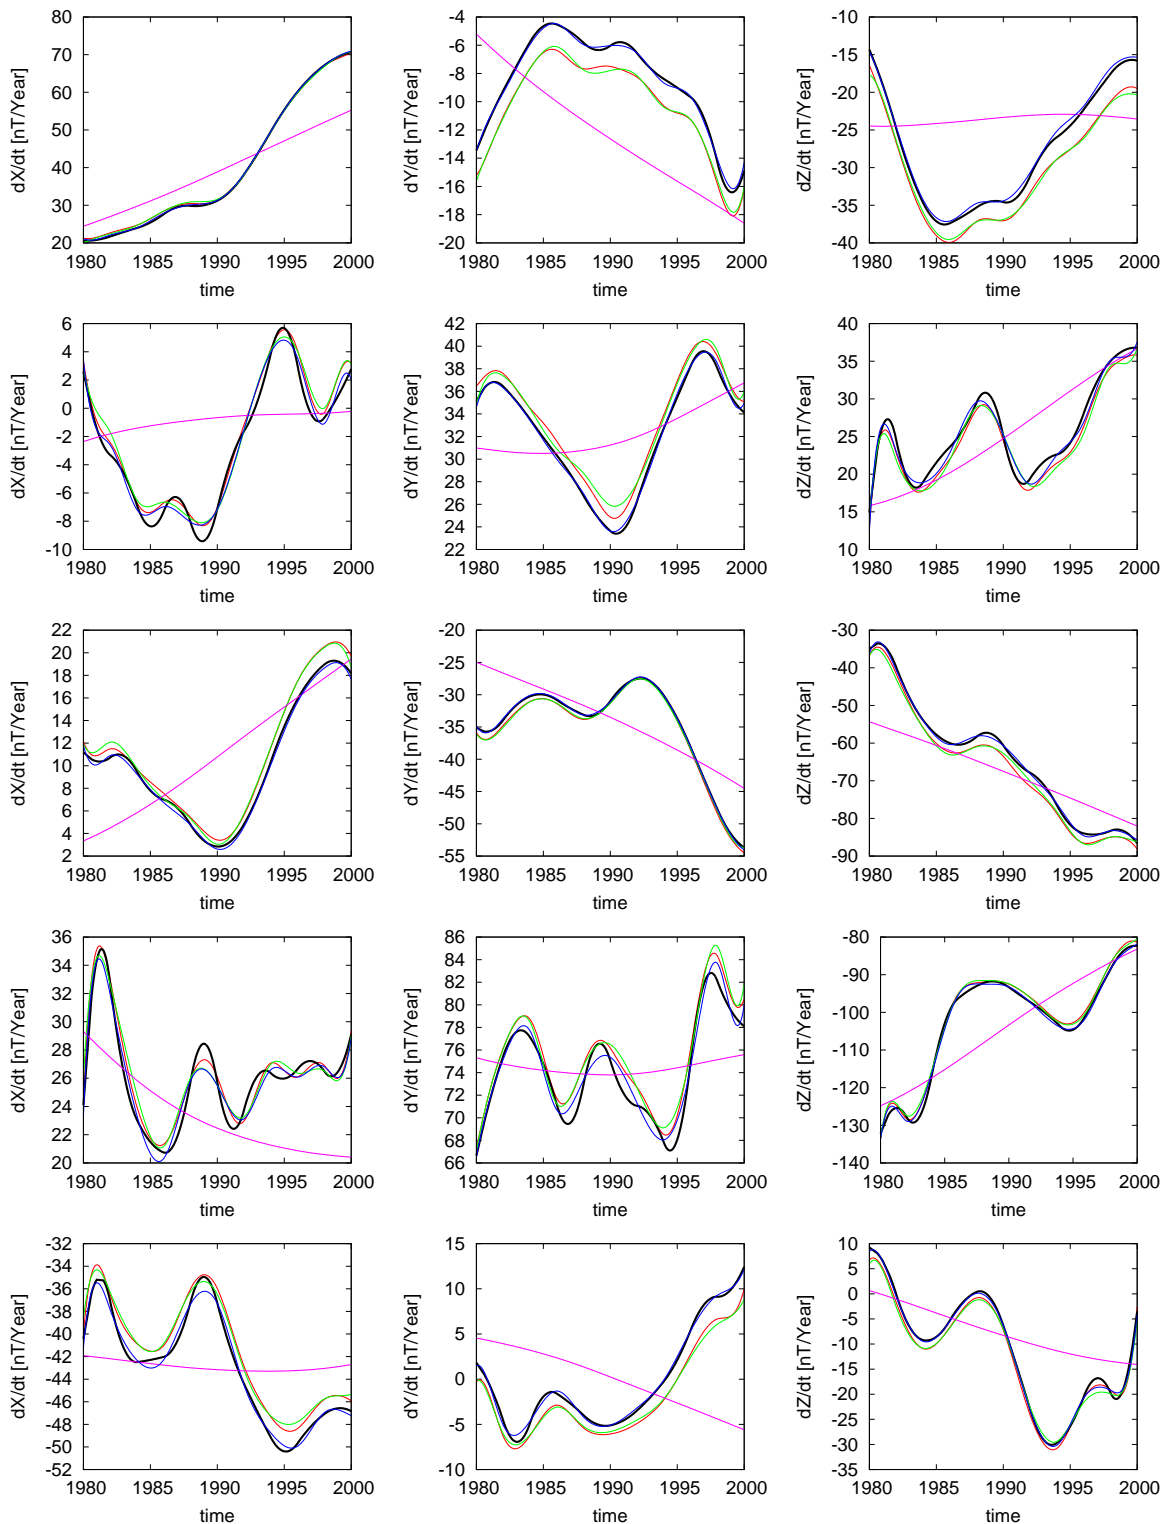 dX/dt [nT/Year]
80
70
60
50
40
30
20
1980 1985 1990 1995 2000
time
dY/dt [nT/Year]
-4
-6
-8
-10
-12
-14
-16
-18
-20
1980 1985 1990 1995 2000
time
dZ/dt [nT/Year]
-10
-15
-20
-25
-30
-35
-40
1980 1985 1990 1995 2000
time
dX/dt [nT/Year]
6
4
2
0
-2
-4
-6
-8
-10
1980 1985 1990 1995 2000
time
dY/dt [nT/Year]
42
40
38
36
34
32
30
28
26
24
22
1980 1985 1990 1995 2000
time
dZ/dt [nT/Year]
40
35
30
25
20
15
10
1980 1985 1990 1995 2000
time
dX/dt [nT/Year]
22
20
18
16
14
12
10
8
6
4
2
1980 1985 1990 1995 2000
time
dY/dt [nT/Year]
-20
-25
-30
-35
-40
-45
-50
-55
1980 1985 1990 1995 2000
time
dZ/dt [nT/Year]
-30
-40
-50
-60
-70
-80
-90
1980 1985 1990 1995 2000
time
dX/dt [nT/Year]
36
34
32
30
28
26
24
22
20
1980 1985 1990 1995 2000
time
dY/dt [nT/Year]
86
84
82
80
78
76
74
72
70
68
66
1980 1985 1990 1995 2000
time
dZ/dt [nT/Year]
-80
-90
-100
-110
-120
-130
-140
1980 1985 1990 1995 2000
time
dX/dt [nT/Year]
-32
-34
-36
-38
-40
-42
-44
-46
-48
-50
-52
1980 1985 1990 1995 2000
time
dY/dt [nT/Year]
15
10
5
0
-5
-10
1980 1985 1990 1995 2000
time
dZ/dt [nT/Year]
10
5
0
-5
-10
-15
-20
-25
-30
-35
1980 1985 1990 1995 2000
time